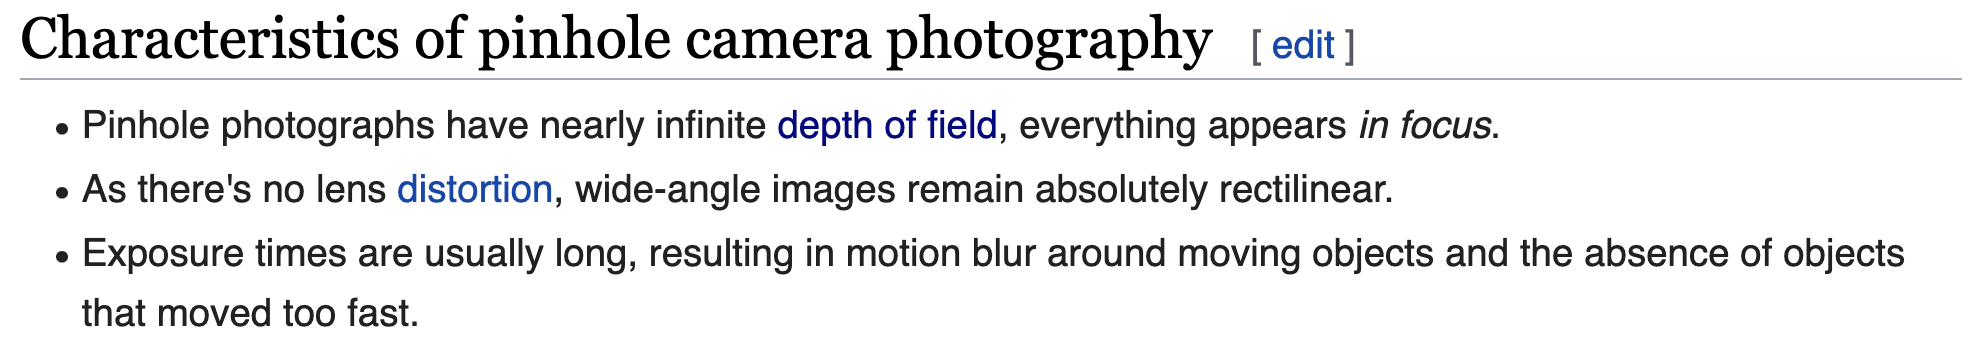 Characteristics of pinhole camera photography [ edit ]
• Pinhole photographs have nearly infinite depth of field, everything appears in focus.
• As there's no lens distortion, wide-angle images remain absolutely rectilinear.
• Exposure times are usually long, resulting in motion blur around moving objects and the absence of objects
that moved too fast.